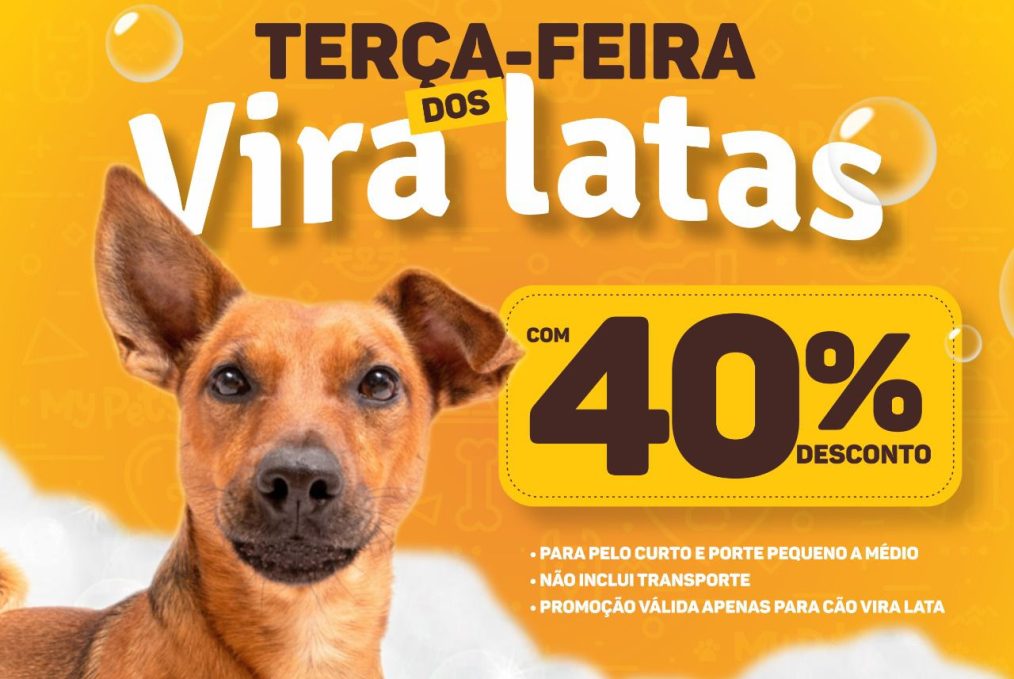 TERÇA-FEIRA
DOS
Vira latas
COM
40%
DESCONTO
• PARA PELO CURTO E PORTE PEQUENO A MÉDIO
• NÃO INCLUI TRANSPORTE
• PROMOÇÃO VÁLIDA APENAS PARA CÃO VIRA LATA